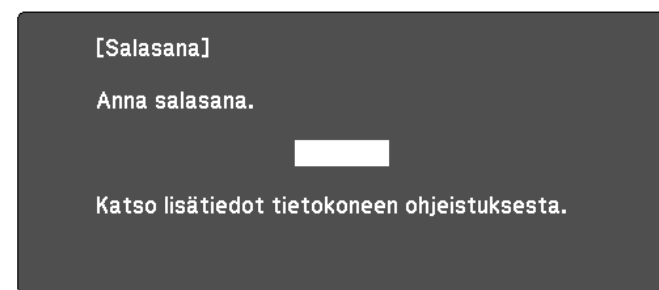 [Salasana]
Anna salasana.
Katso lisätiedot tietokoneen ohjeistuksesta.